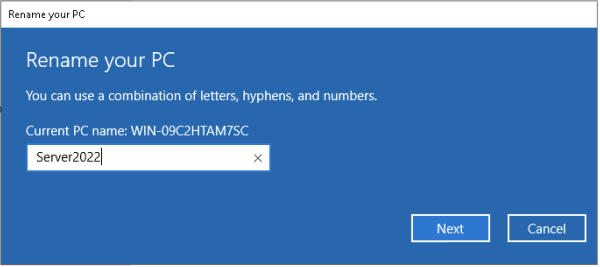 Rename your PC
Rename your PC
You can use a combination of letters, hyphens, and numbers.
Current PC name: WIN-09C2HTAM7SC
Server2022
Next
Cancel